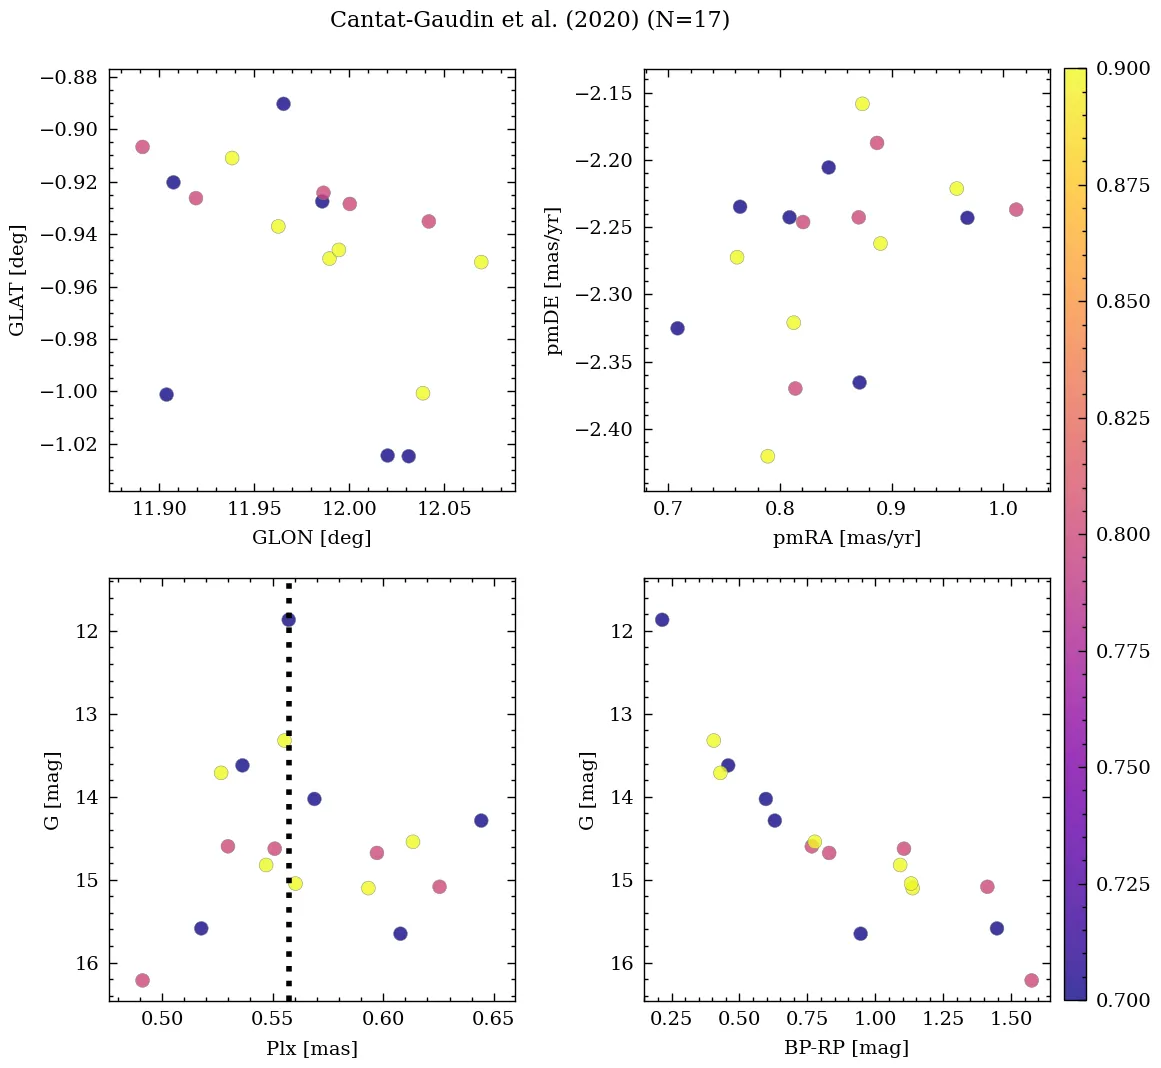 Cantat-Gaudin et al. (2020) (N=17)
−0.88
−0.90
−0.92
−0.94
−0.96
−0.98
−1.00
−1.02
GLAT [deg]
11.90 11.95 12.00 12.05
GLON [deg]
−2.15
−2.20
−2.25
−2.30
−2.35
−2.40
pmDE [mas/yr]
0.7 0.8 0.9 1.0
pmRA [mas/yr]
12
13
14
15
16
G [mag]
0.50 0.55 0.60 0.65
Plx [mas]
12
13
14
15
16
G [mag]
0.25 0.50 0.75 1.00 1.25 1.50
BP-RP [mag]
0.900
0.875
0.850
0.825
0.800
0.775
0.750
0.725
0.700